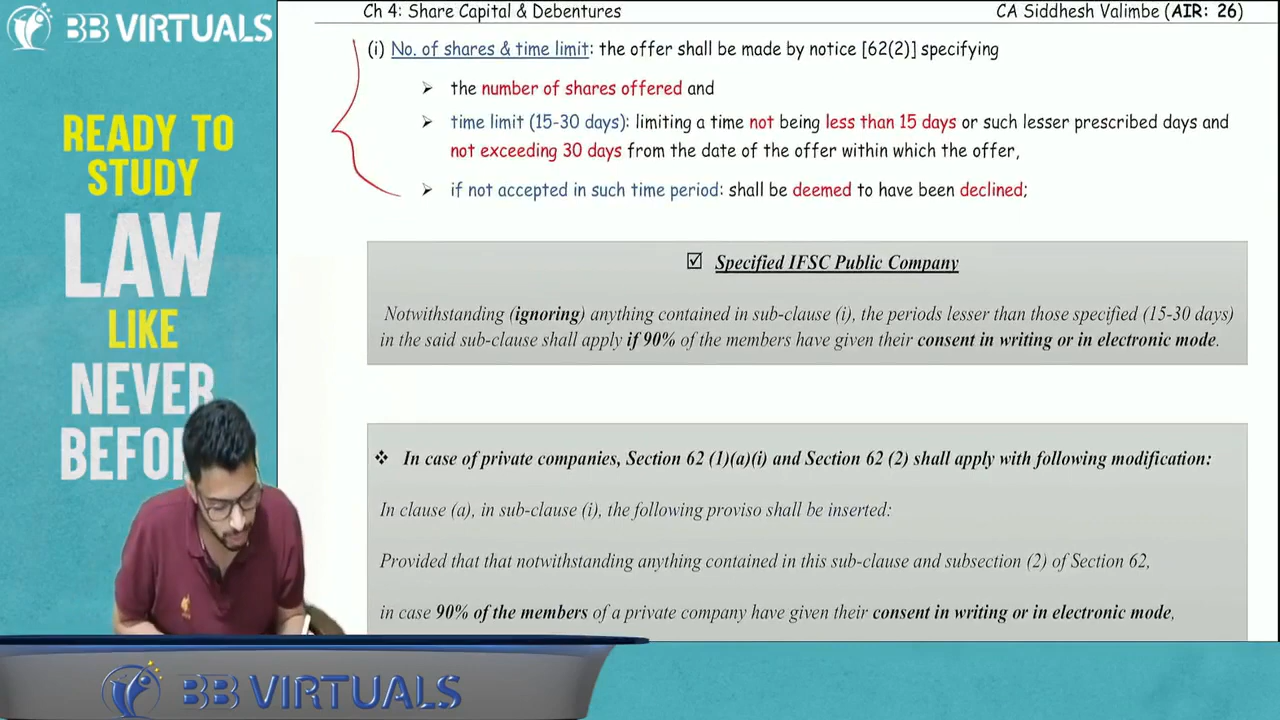 BB VIRTUALS
READY TO
STUDY
LAW
LIKE
NEVER
BEFO
Ch 4: Share Capital & Debentures
CA Siddhesh Valimbe (AIR: 26)
(i) No. of shares & time limit: the offer shall be made by notice [62(2)] specifying
➢ the number of shares offered and
➢ time limit (15-30 days): limiting a time not being less than 15 days or such lesser prescribed days and
not exceeding 30 days from the date of the offer within which the offer,
➢ if not accepted in such time period: shall be deemed to have been declined;
☑ Specified IFSC Public Company
Notwithstanding (ignoring) anything contained in sub-clause (i), the periods lesser than those specified (15-30 days)
in the said sub-clause shall apply if 90% of the members have given their consent in writing or in electronic mode.
❖ In case of private companies, Section 62 (1)(a)(i) and Section 62 (2) shall apply with following modification:
In clause (a), in sub-clause (i), the following proviso shall be inserted:
Provided that that notwithstanding anything contained in this sub-clause and subsection (2) of Section 62,
in case 90% of the members of a private company have given their consent in writing or in electronic mode,
BB VIRTUALS